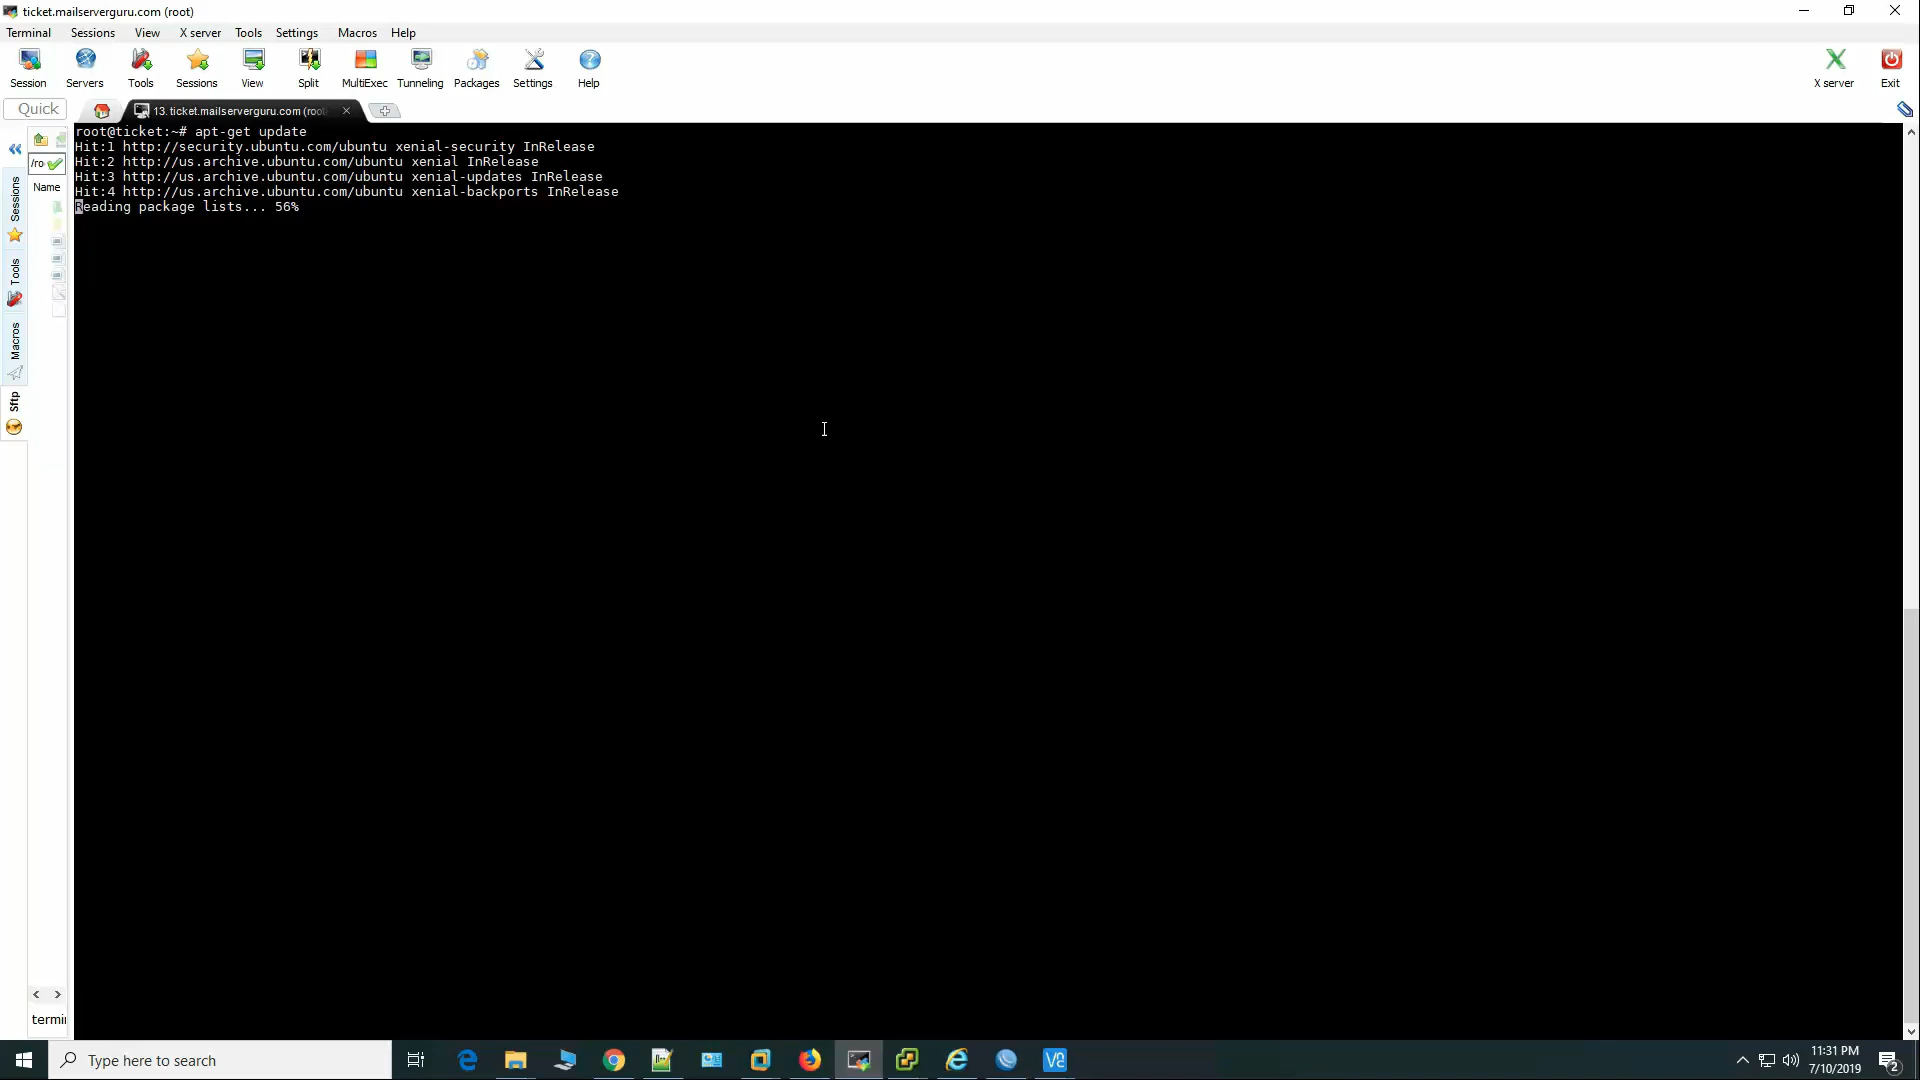 ticket.mailserverguru.com (root)
Terminal Sessions View X server Tools Settings Macros Help
Session Servers Tools Sessions View Split MultiExec Tunneling Packages Settings Help X server Exit
Quick 13. ticket.mailserverguru.com (root
root@ticket:~# apt-get update
Hit:1 http://security.ubuntu.com/ubuntu xenial-security InRelease
Hit:2 http://us.archive.ubuntu.com/ubuntu xenial InRelease
Hit:3 http://us.archive.ubuntu.com/ubuntu xenial-updates InRelease
Hit:4 http://us.archive.ubuntu.com/ubuntu xenial-backports InRelease
Reading package lists... 56%
/ro
Name
Sessions
Tools
Macros
Sftp
termi
Type here to search
11:31 PM
7/10/2019
2